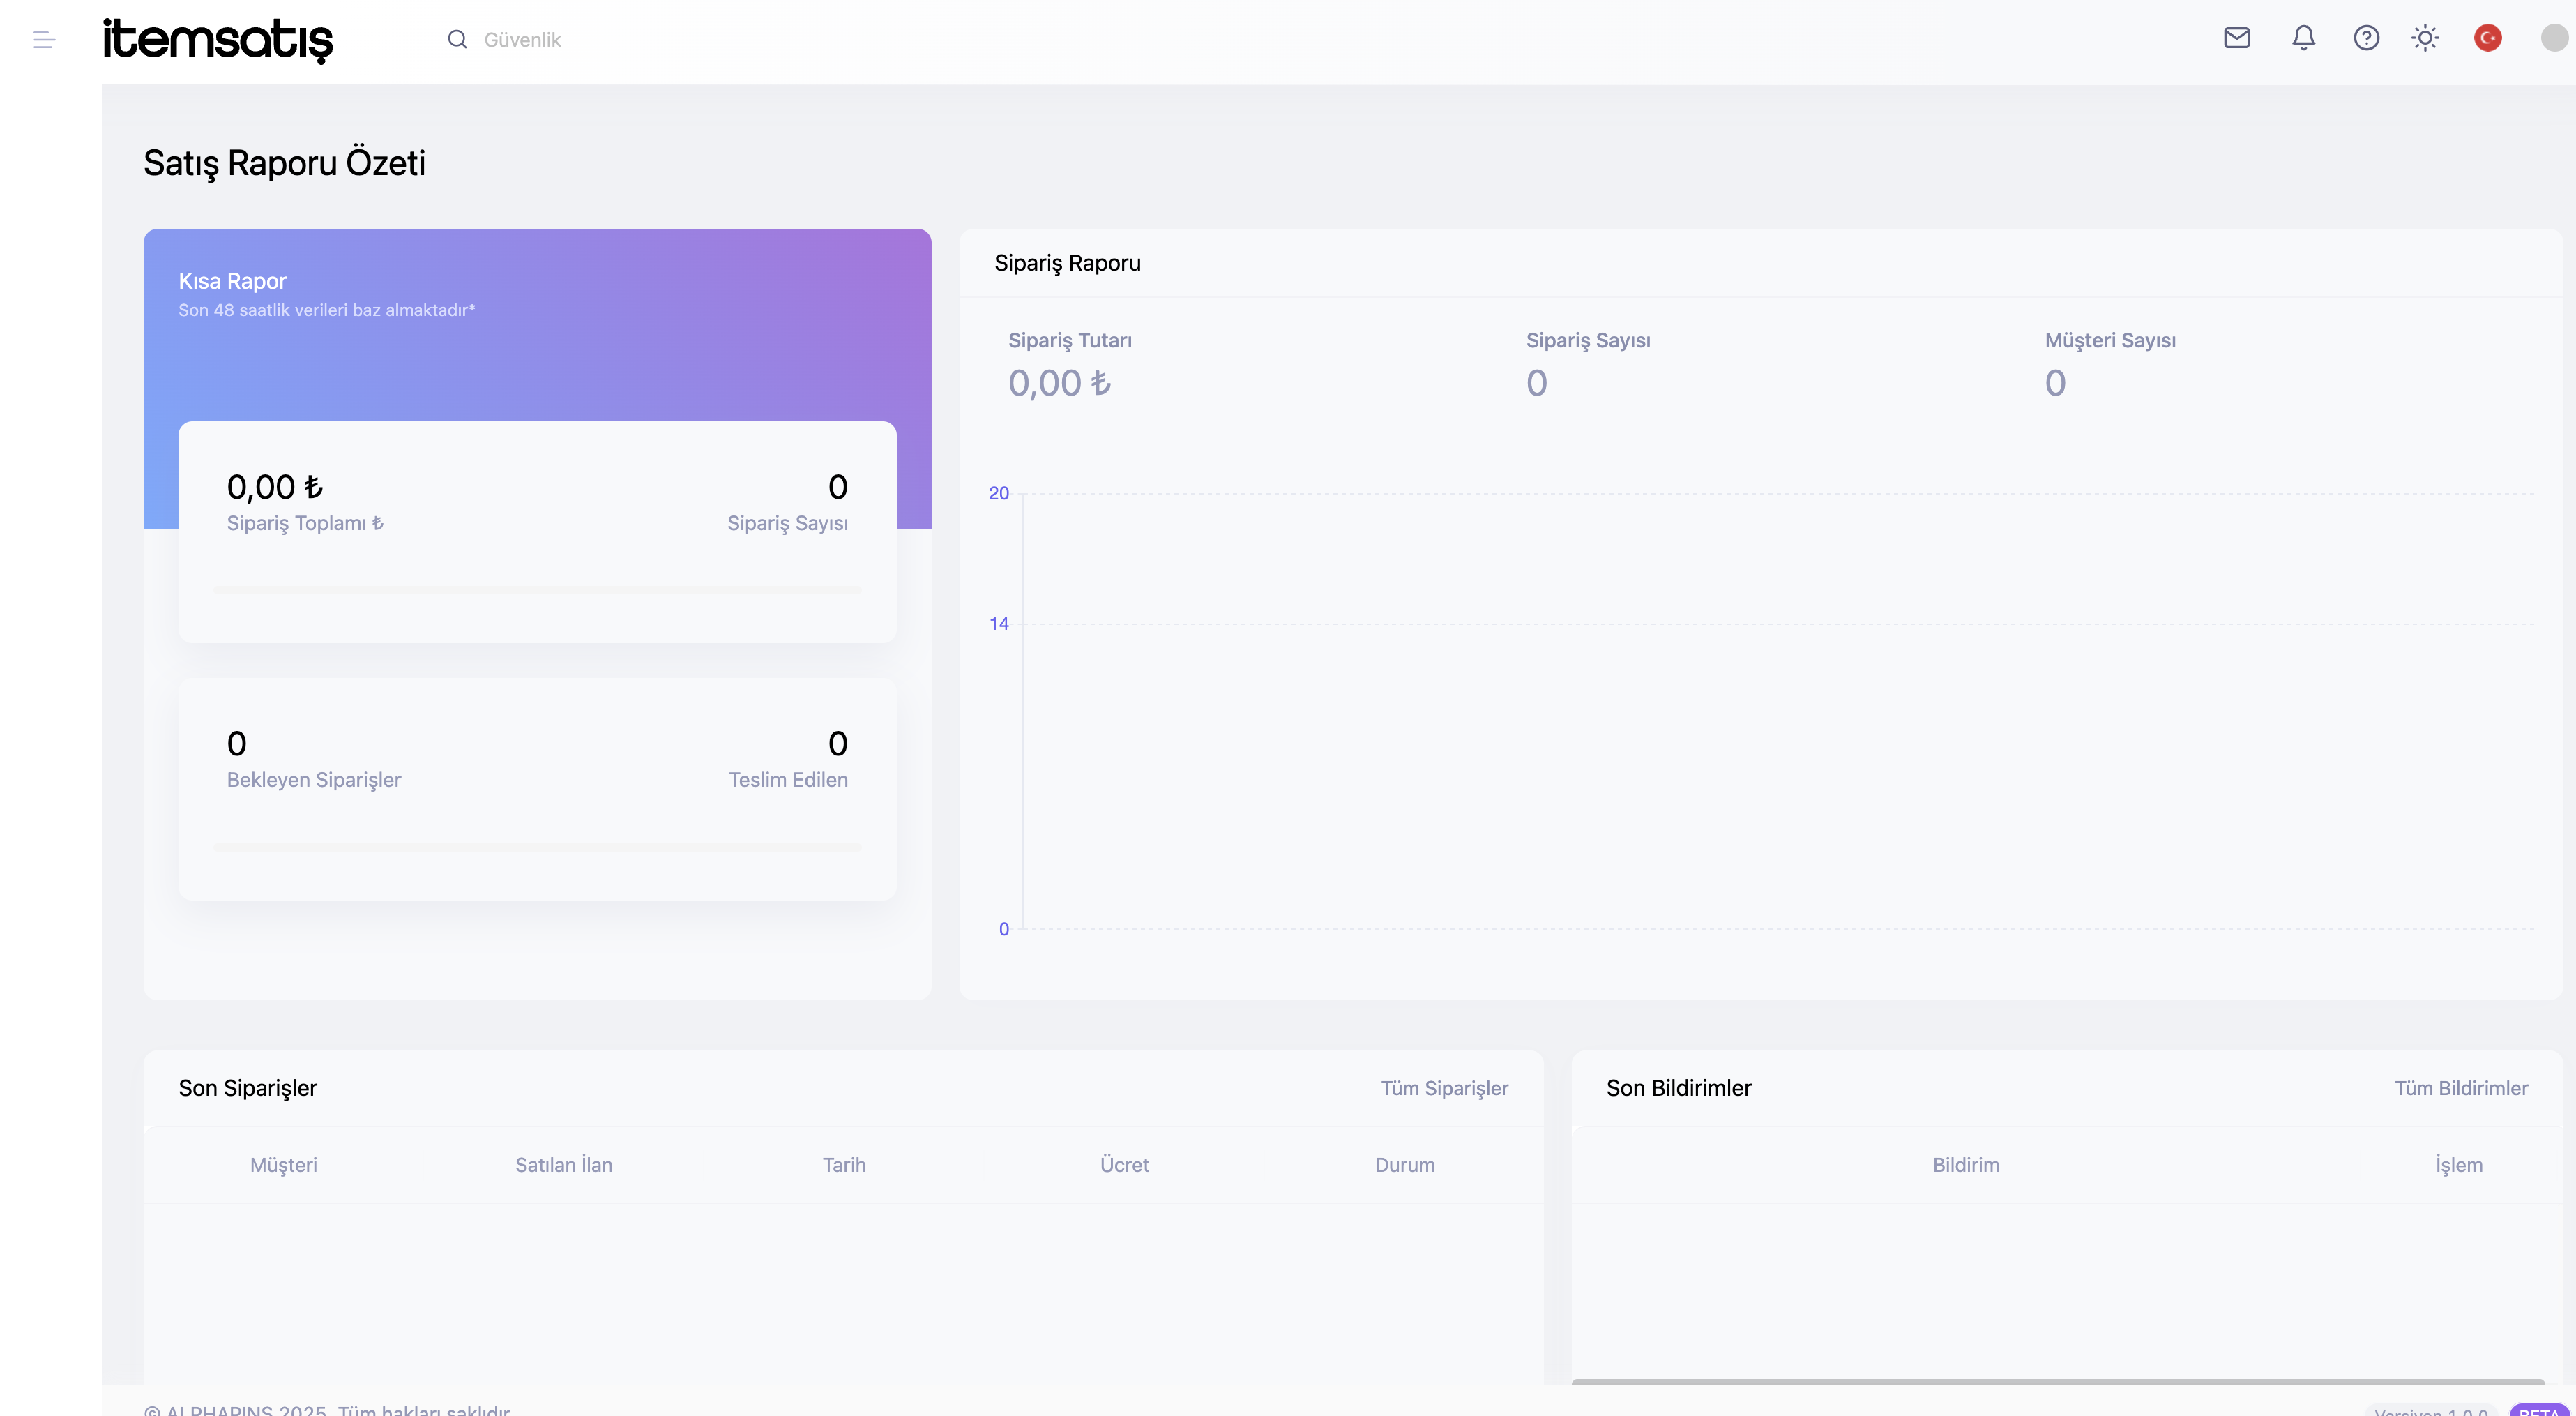 itemsatış
Güvenlik
Satış Raporu Özeti
Kısa Rapor
Son 48 saatlik verileri baz almaktadır*
0,00 ₺
Sipariş Toplamı ₺
0
Sipariş Sayısı
0
Bekleyen Siparişler
0
Teslim Edilen
Sipariş Raporu
Sipariş Tutarı
0,00 ₺
Sipariş Sayısı
0
Müşteri Sayısı
0
20
14
0
Son Siparişler
Tüm Siparişler
Müşteri Satılan İlan Tarih Ücret Durum
Son Bildirimler
Tüm Bildirimler
Bildirim İşlem
© ALPHAPINS 2025, Tüm hakları saklıdır
Versiyon 1.0.0 BETA